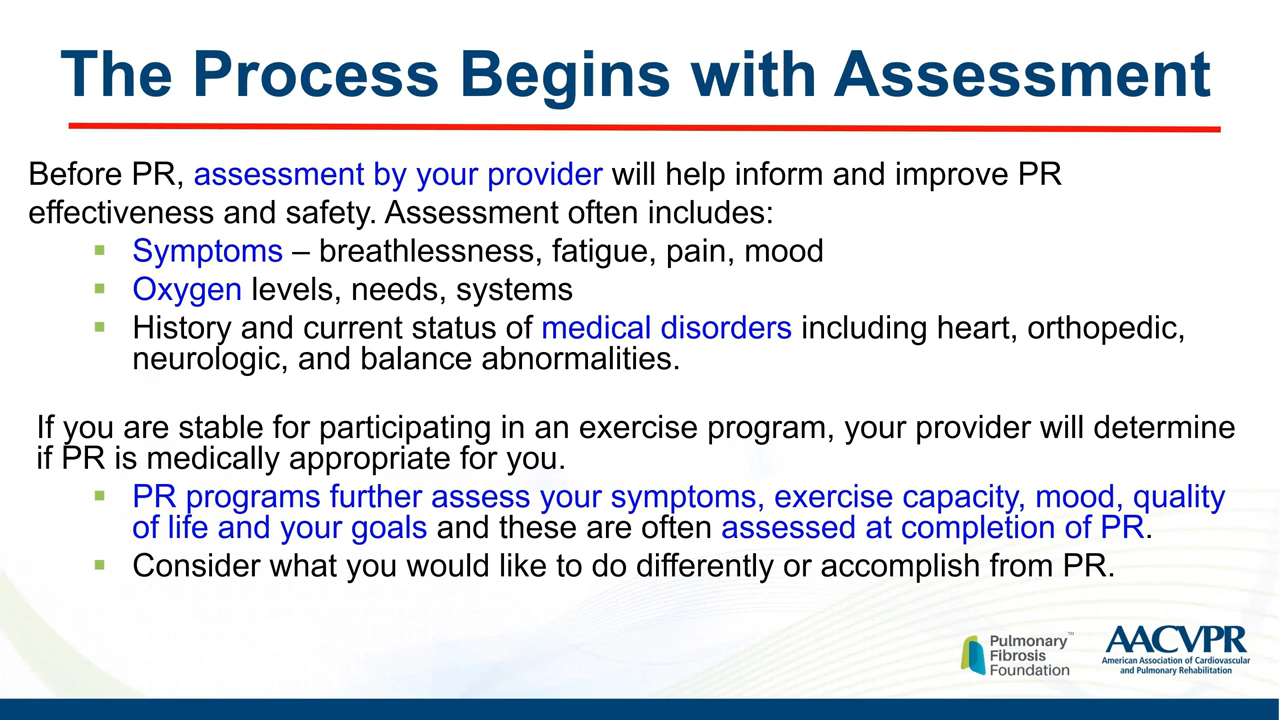 The Process Begins with Assessment
Before PR, assessment by your provider will help inform and improve PR
effectiveness and safety. Assessment often includes:
▪ Symptoms – breathlessness, fatigue, pain, mood
▪ Oxygen levels, needs, systems
▪ History and current status of medical disorders including heart, orthopedic,
neurologic, and balance abnormalities.
If you are stable for participating in an exercise program, your provider will determine
if PR is medically appropriate for you.
▪ PR programs further assess your symptoms, exercise capacity, mood, quality
of life and your goals and these are often assessed at completion of PR.
▪ Consider what you would like to do differently or accomplish from PR.
Pulmonary™
Fibrosis
Foundation
AACVPR
American Association of Cardiovascular
and Pulmonary Rehabilitation